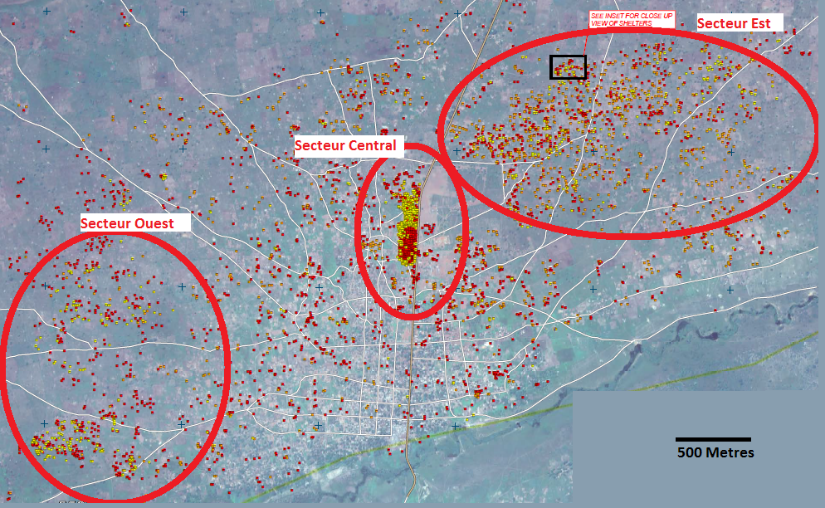 SEE INSET FOR CLOSE UP
VIEW OF SHELTERS
Secteur Est
Secteur Central
Secteur Ouest
500 Metres